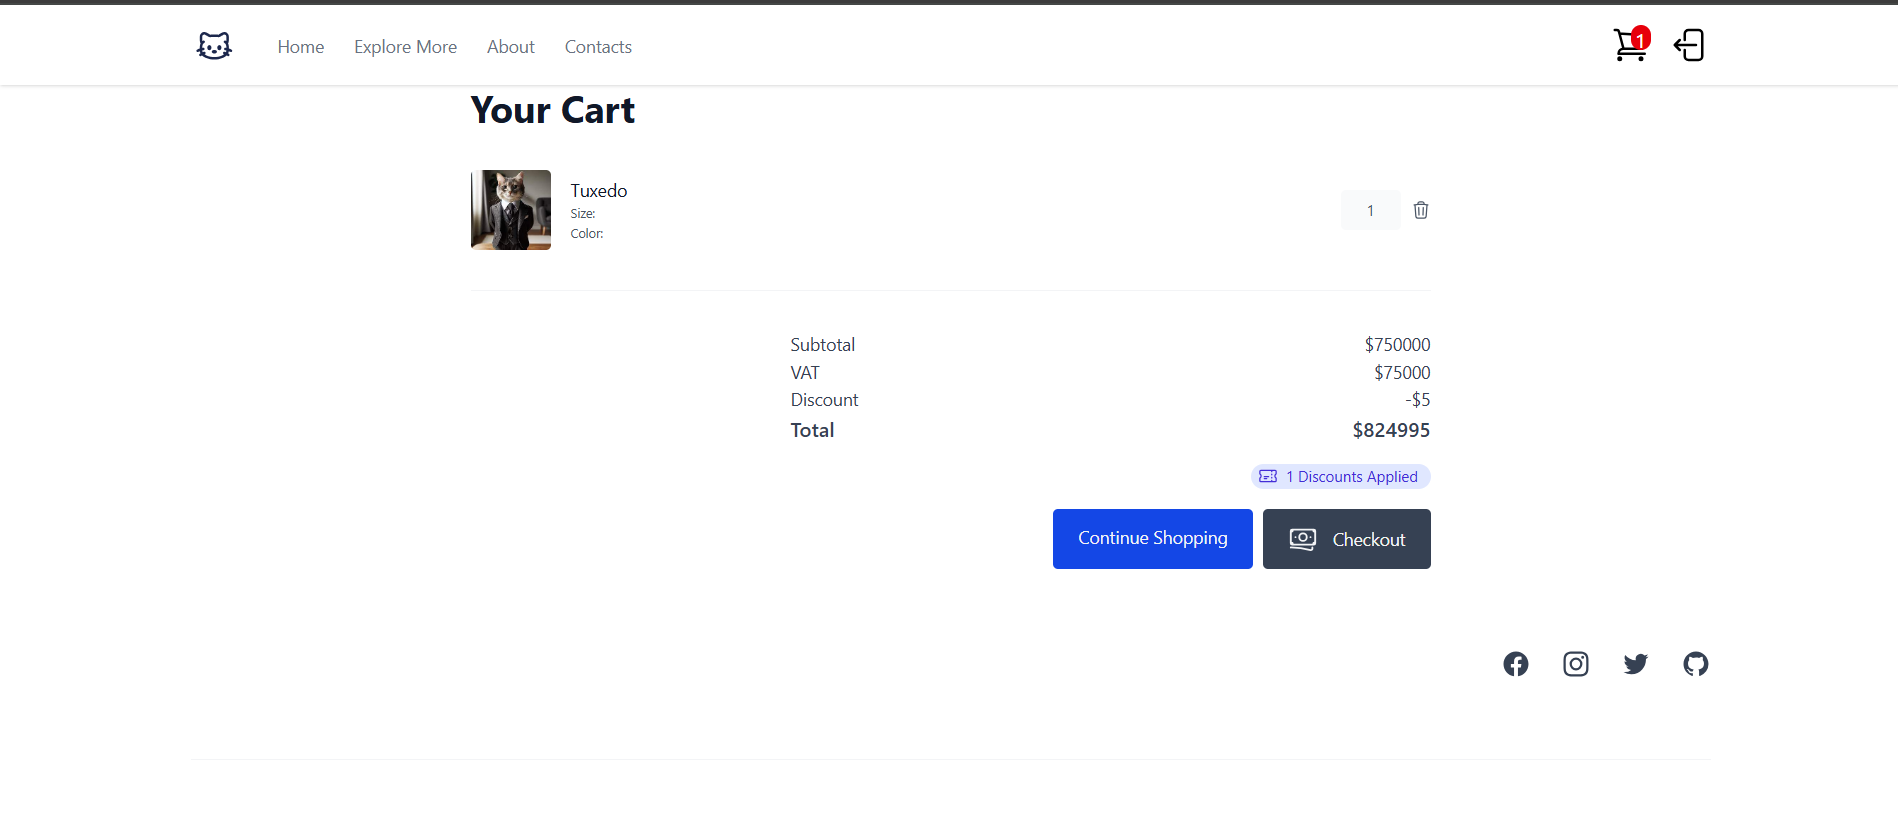 Home Explore More About Contacts 1
Your Cart
Tuxedo
Size:
Color:
1
Subtotal $750000
VAT $75000
Discount -$5
Total $824995
1 Discounts Applied
Continue Shopping Checkout